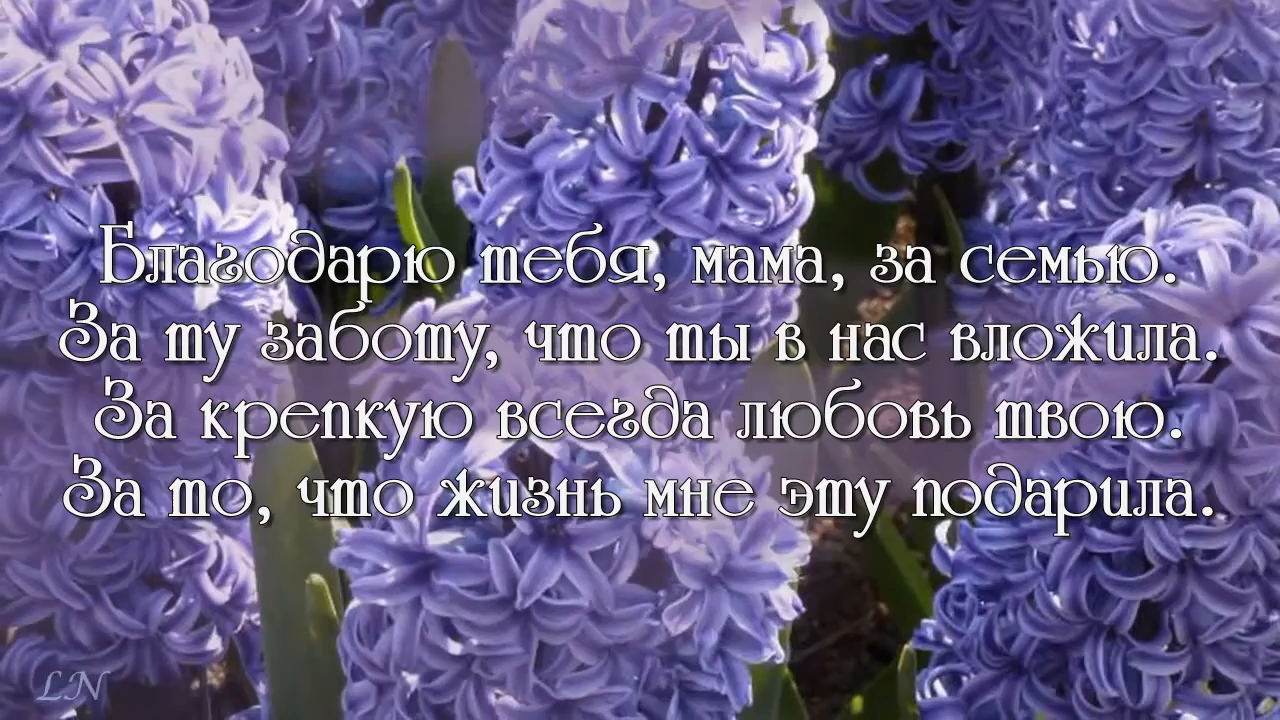 Благодарю тебя, мама, за семью.
За ту заботу, что ты в нас вложила.
За крепкую всегда любовь твою.
За то, что жизнь мне эту подарила.
LN